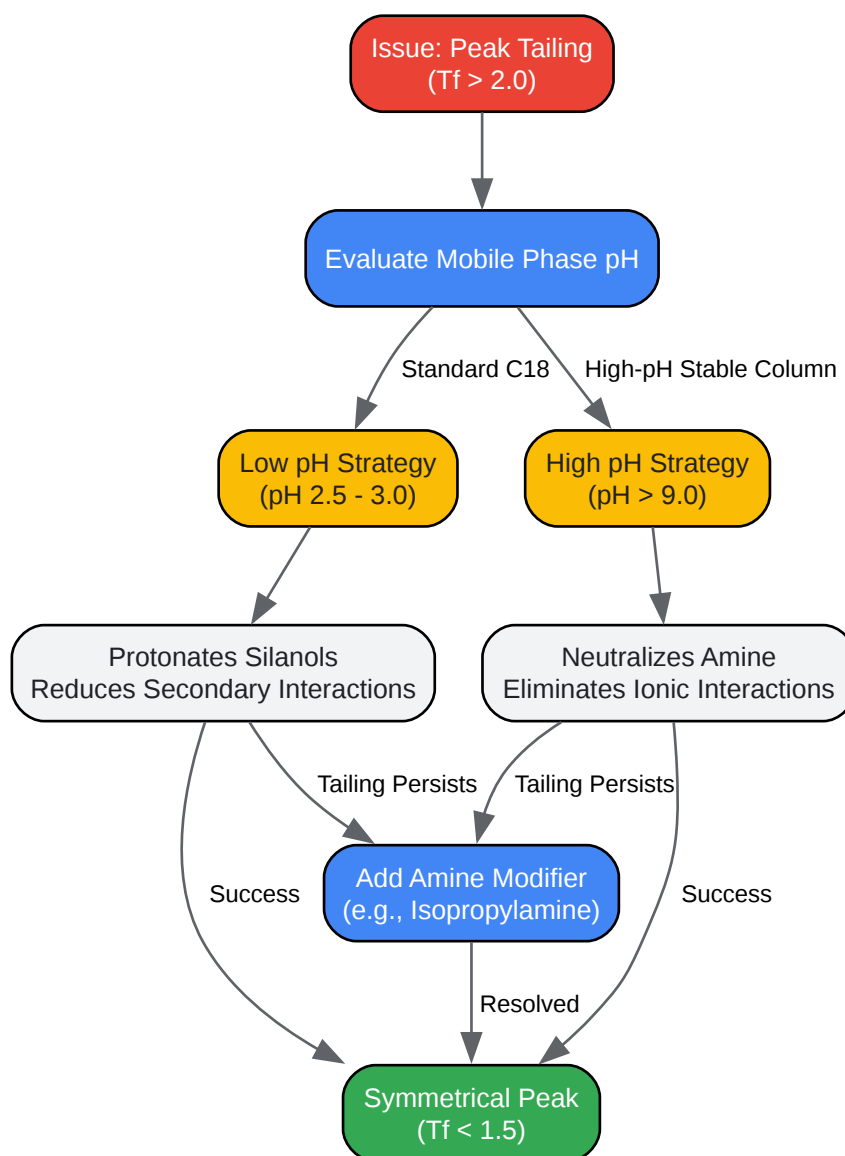 Issue: Peak Tailing
(Tf > 2.0)
Evaluate Mobile Phase pH
Standard C18
High-pH Stable Column
Low pH Strategy
(pH 2.5 - 3.0)
High pH Strategy
(pH > 9.0)
Protonates Silanols
Reduces Secondary Interactions
Neutralizes Amine
Eliminates Ionic Interactions
Tailing Persists
Tailing Persists
Add Amine Modifier
(e.g., Isopropylamine)
Success
Success
Resolved
Symmetrical Peak
(Tf < 1.5)